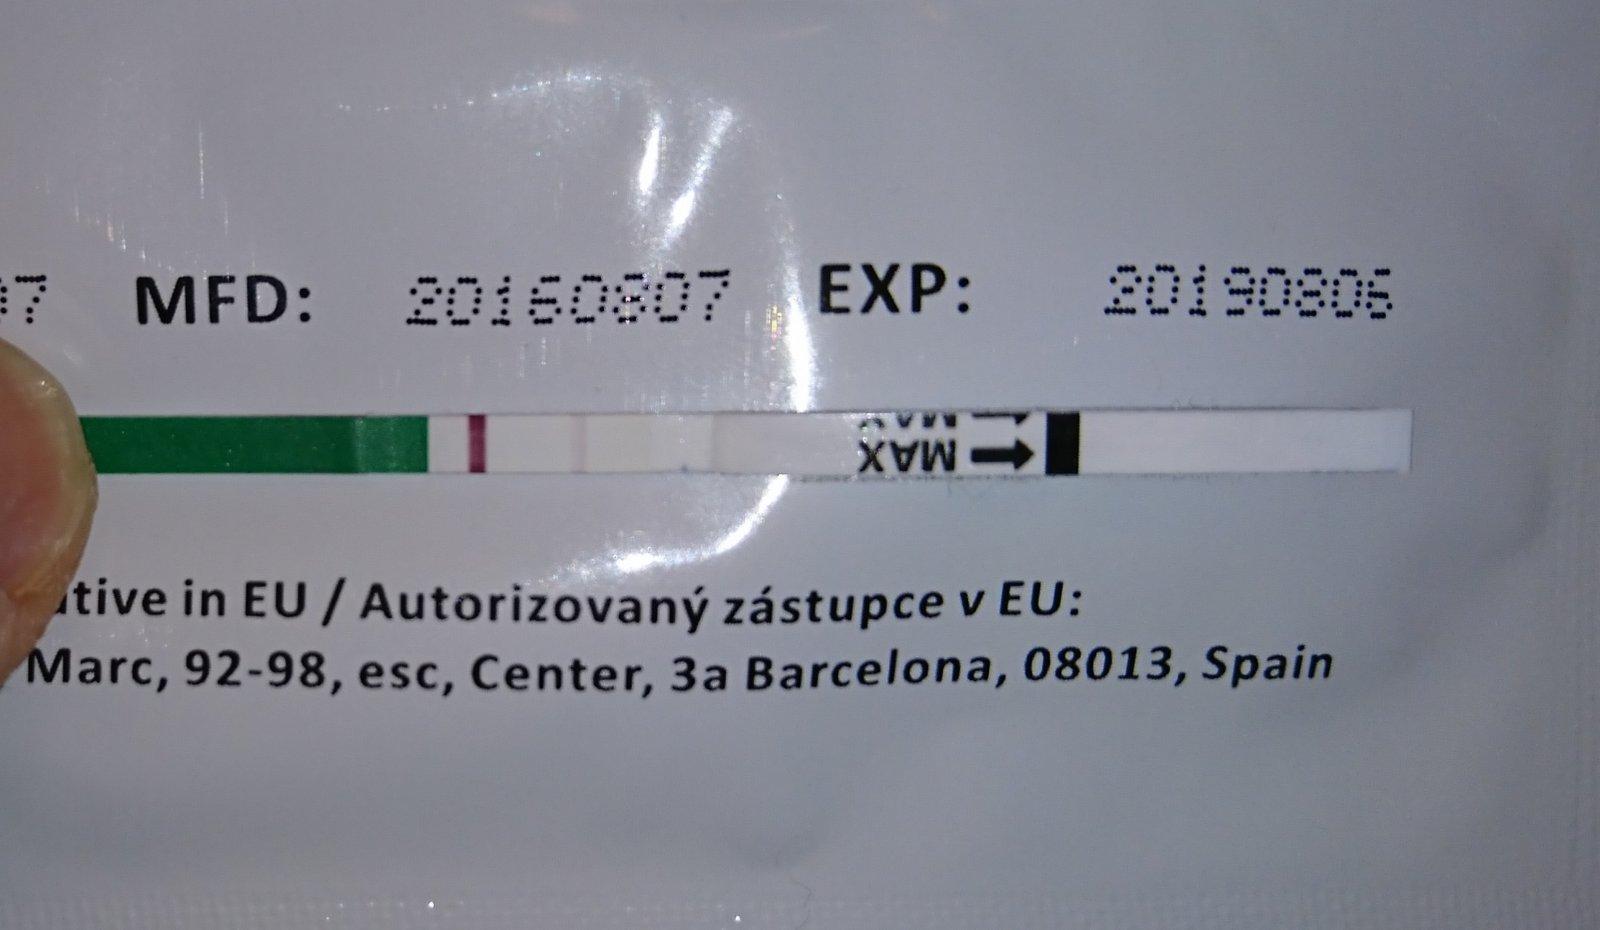 7 MFD: 20160807 EXP: 20190806
MAX
MAX
tive in EU / Autorizovaný zástupce v EU:
Marc, 92-98, esc, Center, 3a Barcelona, 08013, Spain